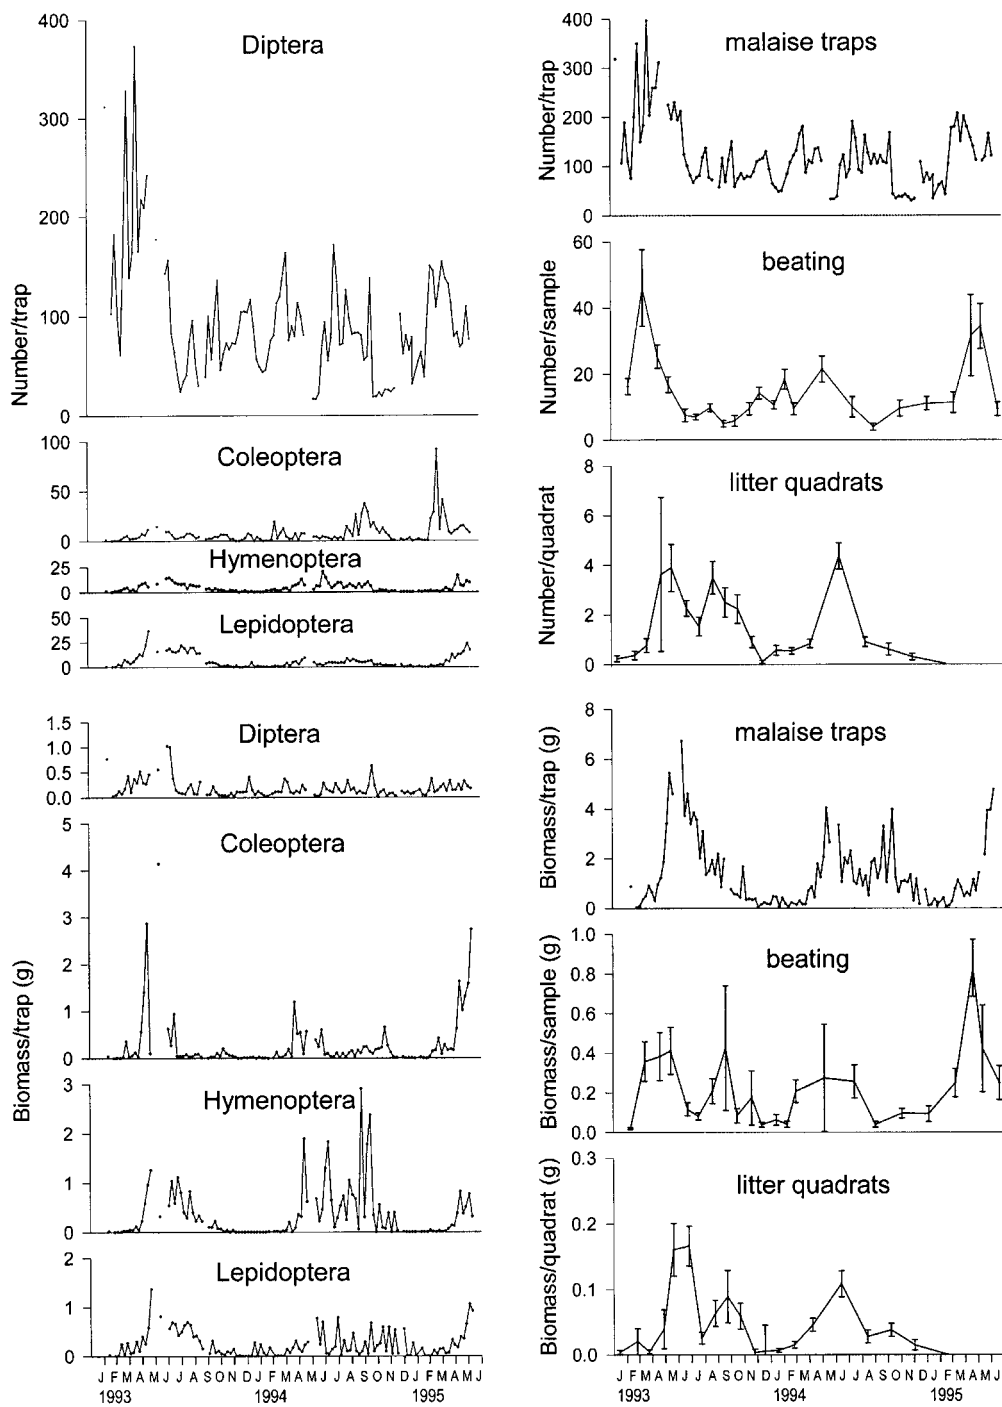 Diptera
400
300
200
100
0
Number/trap
Coleoptera
100
50
0
Hymenoptera
25
0
Lepidoptera
50
25
0
Diptera
1.5
1.0
0.5
0.0
Coleoptera
5
4
3
2
1
0
Biomass/trap (g)
Hymenoptera
3
2
1
0
Lepidoptera
2
1
0
J F M A M J J A S O N D J F M A M J J A S O N D J F M A M J
1993 1994 1995
malaise traps
400
300
200
100
0
Number/trap
beating
60
40
20
0
Number/sample
litter quadrats
8
6
4
2
0
Number/quadrat
malaise traps
8
6
4
2
0
Biomass/trap (g)
beating
1.0
0.8
0.6
0.4
0.2
0.0
Biomass/sample (g)
litter quadrats
0.3
0.2
0.1
0.0
Biomass/quadrat (g)
J F M A M J J A S O N D J F M A M J J A S O N D J F M A M J
1993 1994 1995